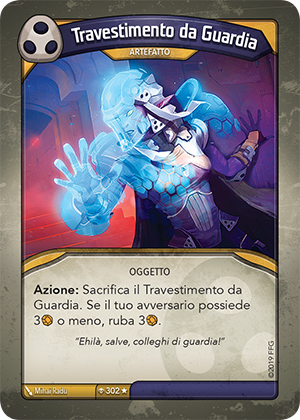 Travestimento da Guardia
ARTEFATTO
OGGETTO
Azione: Sacrifica il Travestimento da
Guardia. Se il tuo avversario possiede
3 o meno, ruba 3.
"Ehilà, salve, colleghi di guardia!"
©2019 FFG
Mihai Radu
302